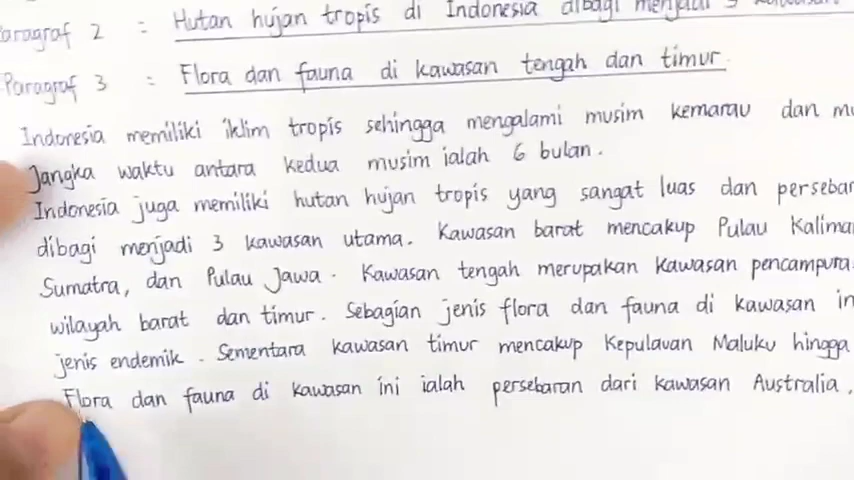 Paragraf 2 : Hutan hujan tropis di Indonesia dibagi menjadi 3 kawasan
Paragraf 3 : Flora dan fauna di kawasan tengah dan timur
Indonesia memiliki iklim tropis sehingga mengalami musim kemarau dan
Jangka waktu antara kedua musim ialah 6 bulan.
Indonesia juga memiliki hutan hujan tropis yang sangat luas dan
dibagi menjadi 3 kawasan utama. Kawasan barat mencakup Pulau
Sumatra, dan Pulau Jawa. Kawasan tengah merupakan kawasan
wilayah barat dan timur. Sebagian jenis flora dan fauna di kawasan
jenis endemik. Sementara kawasan timur mencakup Kepulauan Maluku hingga
Flora dan fauna di kawasan ini ialah persebaran dari kawasan Australia.